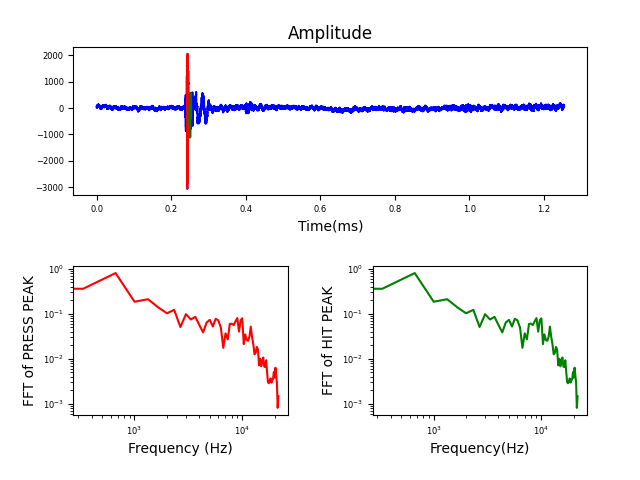 Amplitude
2000
1000
0
−1000
−2000
−3000
0.0 0.2 0.4 0.6 0.8 1.0 1.2
Time(ms)
FFT of PRESS PEAK
10⁰
10⁻¹
10⁻²
10⁻³
10³ 10⁴
Frequency (Hz)
FFT of HIT PEAK
10⁰
10⁻¹
10⁻²
10⁻³
10³ 10⁴
Frequency(Hz)